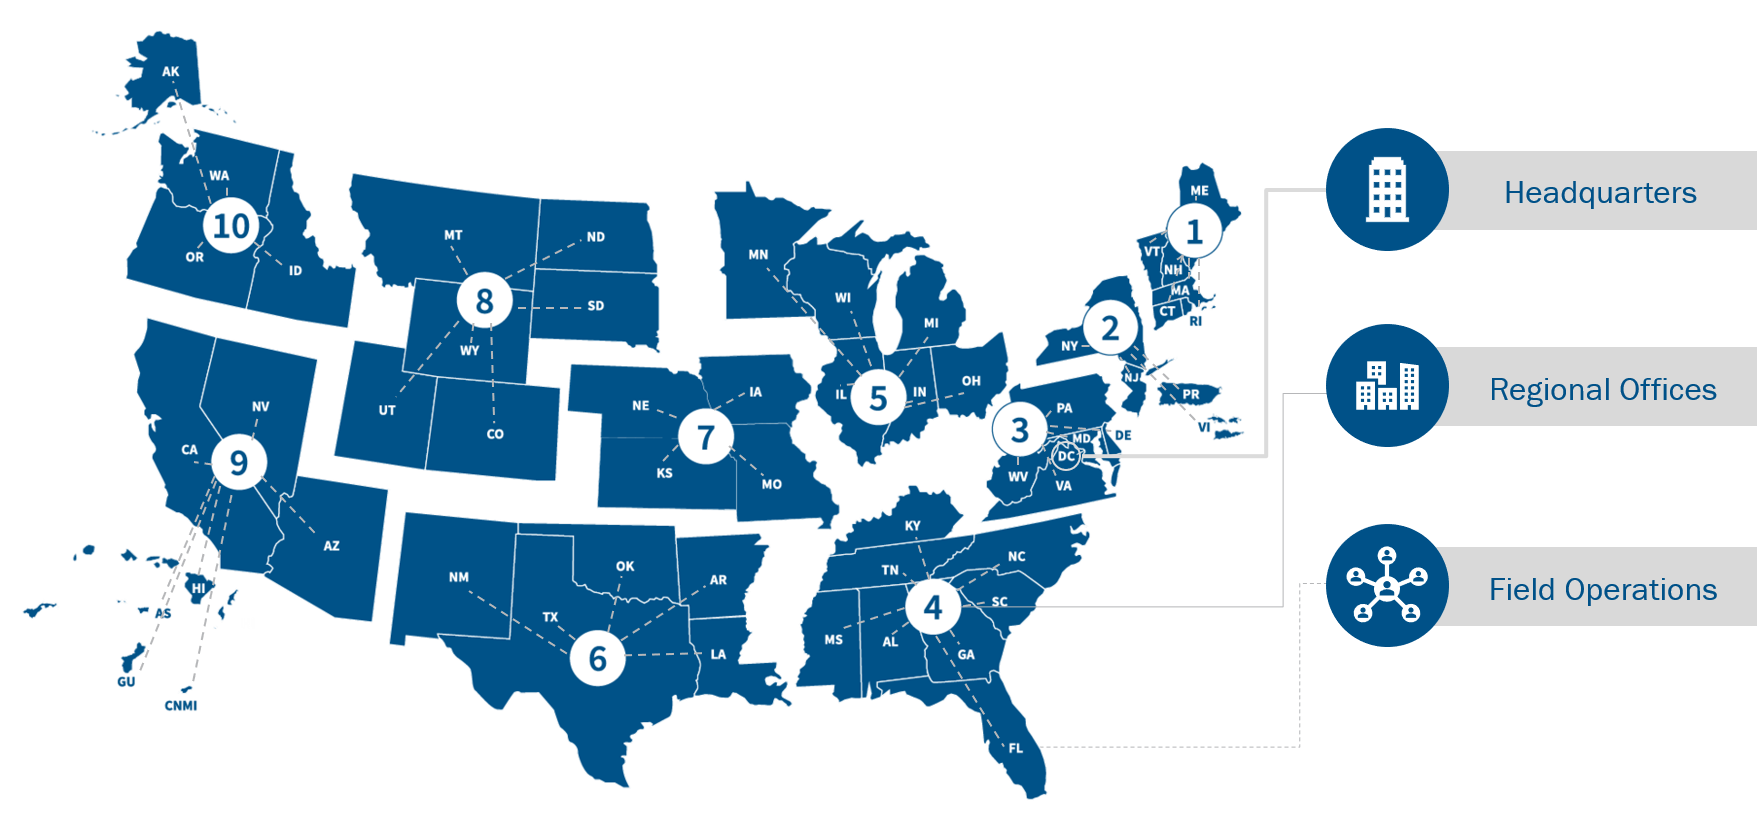 AK
WA
10
OR
ID
MT
ND
8
SD
WY
UT
CO
NV
CA
9
AZ
HI
AS
GU
CNMI
NE
IA
7
KS
MO
NM
OK
AR
TX
6
LA
MN
WI
MI
IL
5
IN
OH
KY
TN
NC
4
SC
MS
AL
GA
FL
PA
3
MD
DE
DC
WV
VA
2
NY
NJ
PR
VI
ME
1
VT
NH
MA
CT
RI
Headquarters
Regional Offices
Field Operations